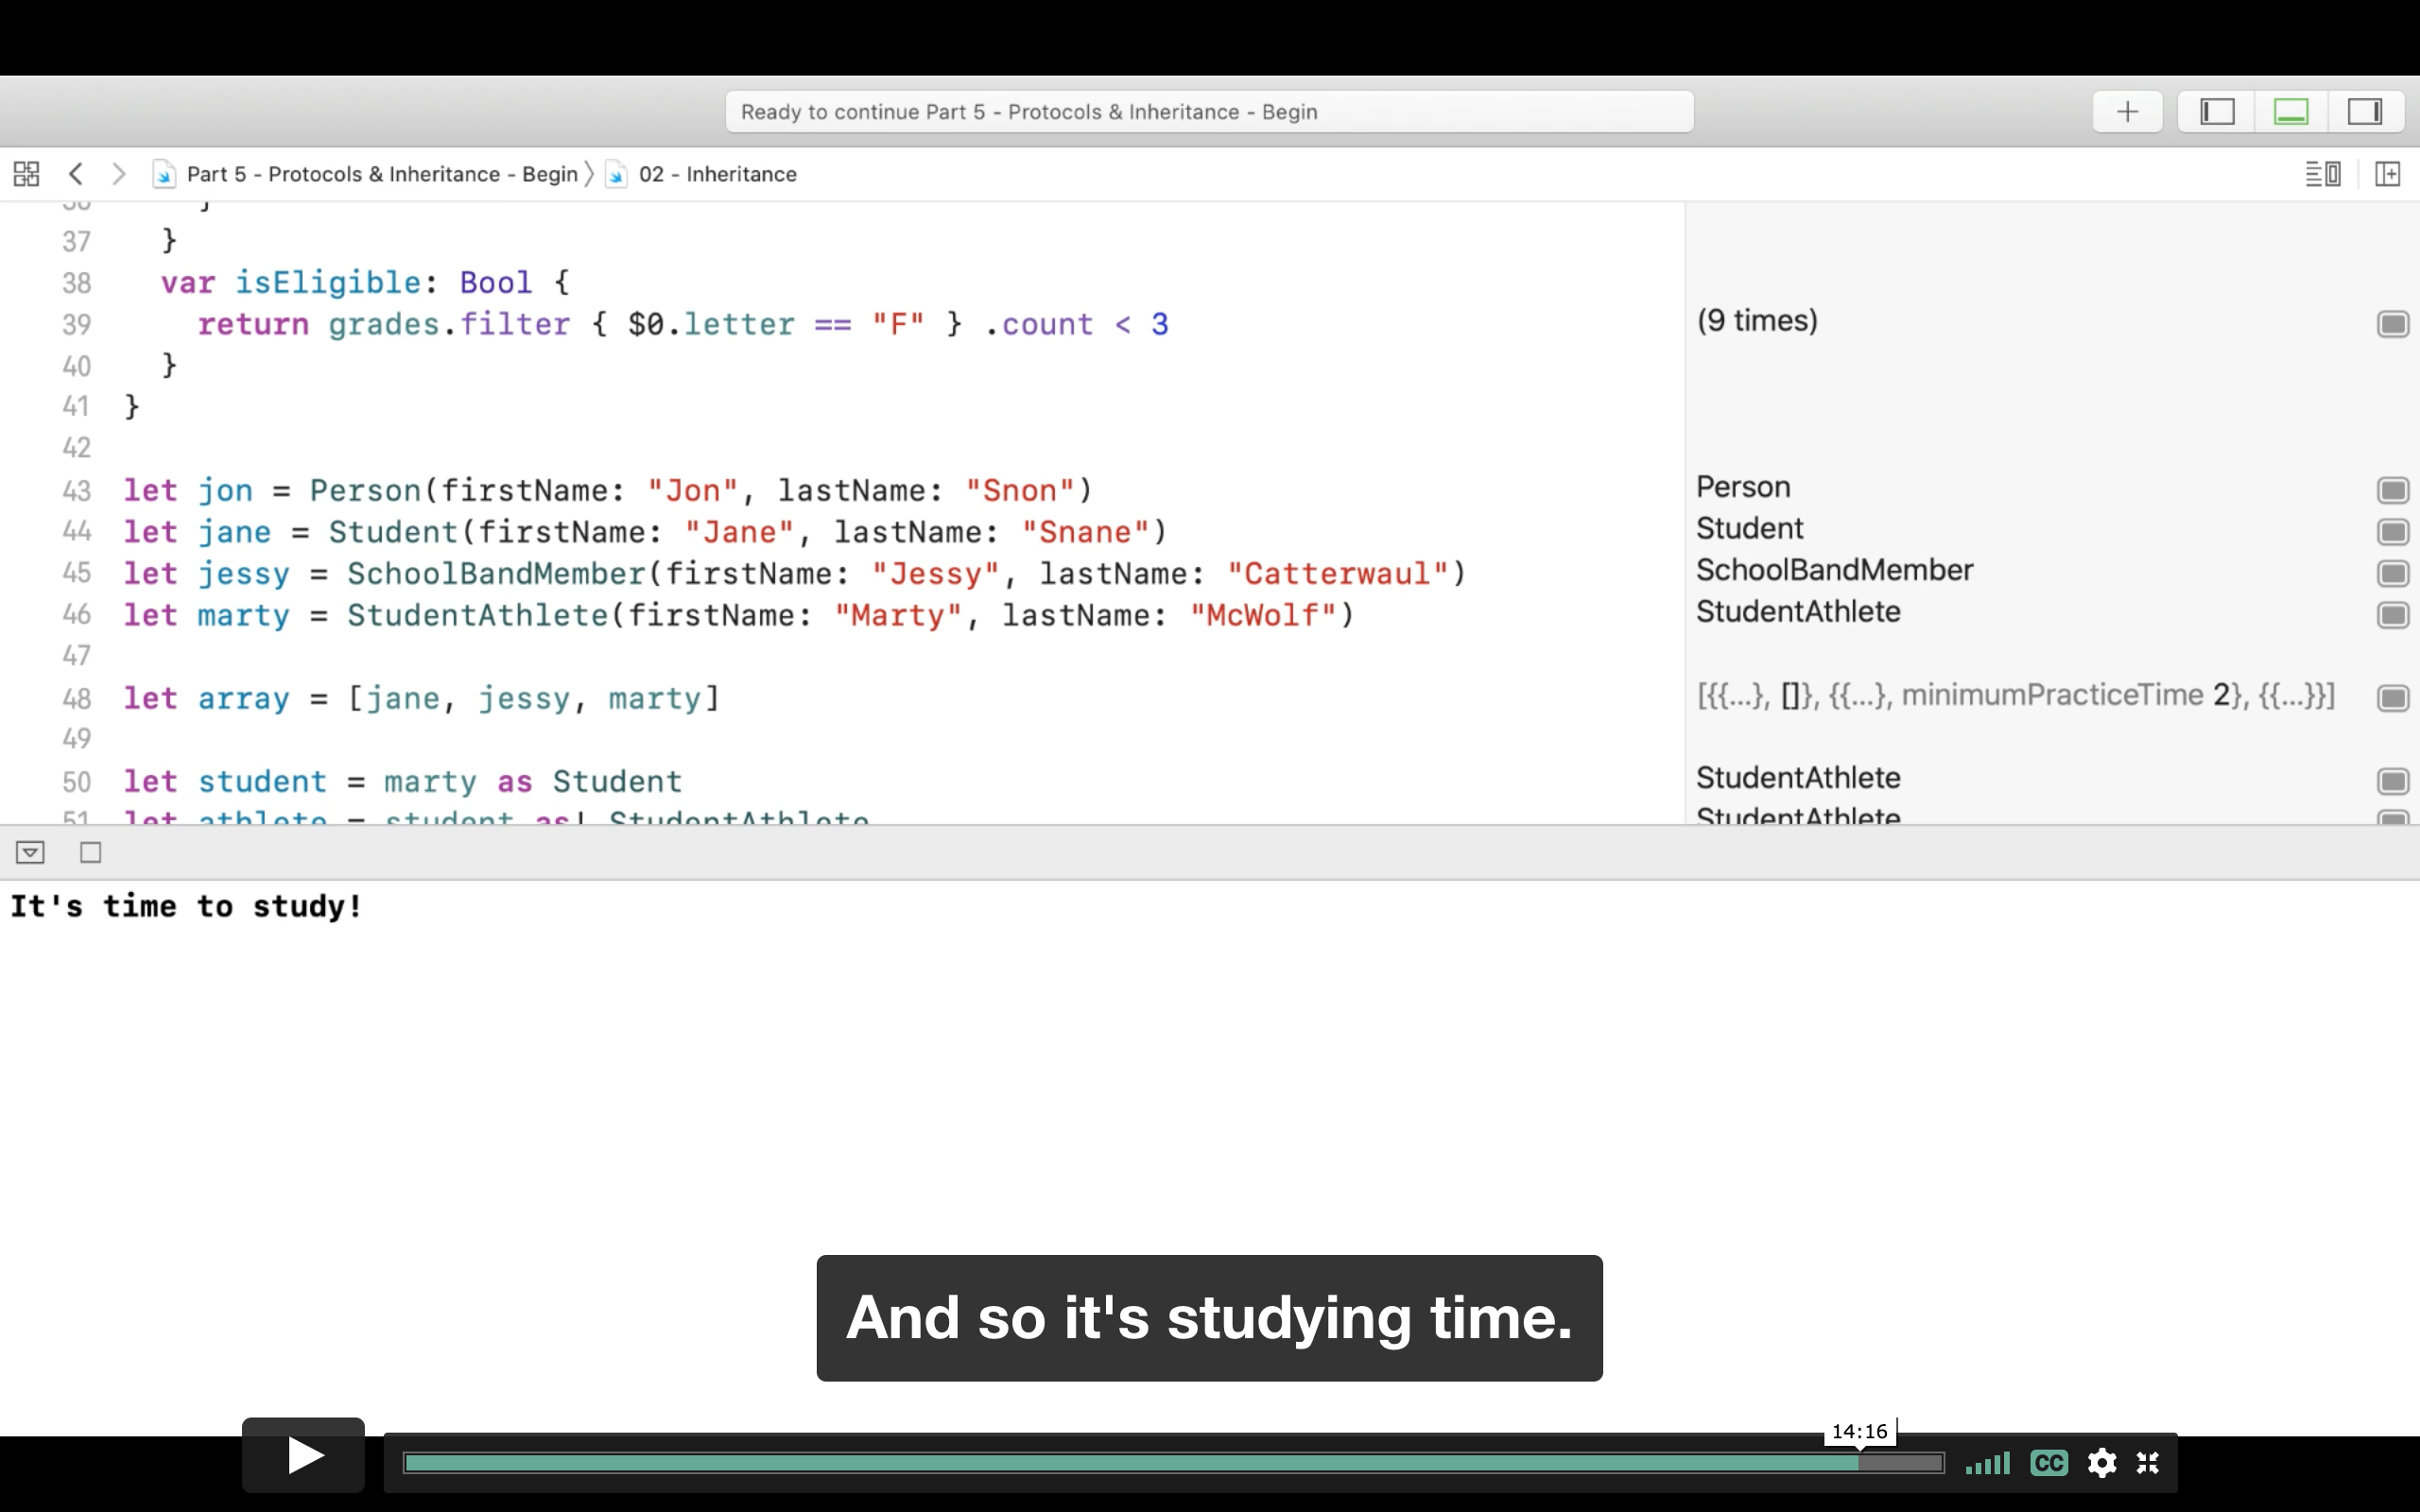 Ready to continue Part 5 - Protocols & Inheritance - Begin
Part 5 - Protocols & Inheritance - Begin 〉 02 - Inheritance
36 }
37 }
38 var isEligible: Bool {
39 return grades.filter { $0.letter == "F" } .count < 3 (9 times)
40 }
41 }
42
43 let jon = Person(firstName: "Jon", lastName: "Snon") Person
44 let jane = Student(firstName: "Jane", lastName: "Snane") Student
45 let jessy = SchoolBandMember(firstName: "Jessy", lastName: "Catterwaul") SchoolBandMember
46 let marty = StudentAthlete(firstName: "Marty", lastName: "McWolf") StudentAthlete
47
48 let array = [jane, jessy, marty] [{{...}, []}, {{...}, minimumPracticeTime 2}, {{...}}]
49
50 let student = marty as Student StudentAthlete
51 let athlete = student as! StudentAthlete StudentAthlete
It's time to study!
And so it's studying time.
14:16
CC